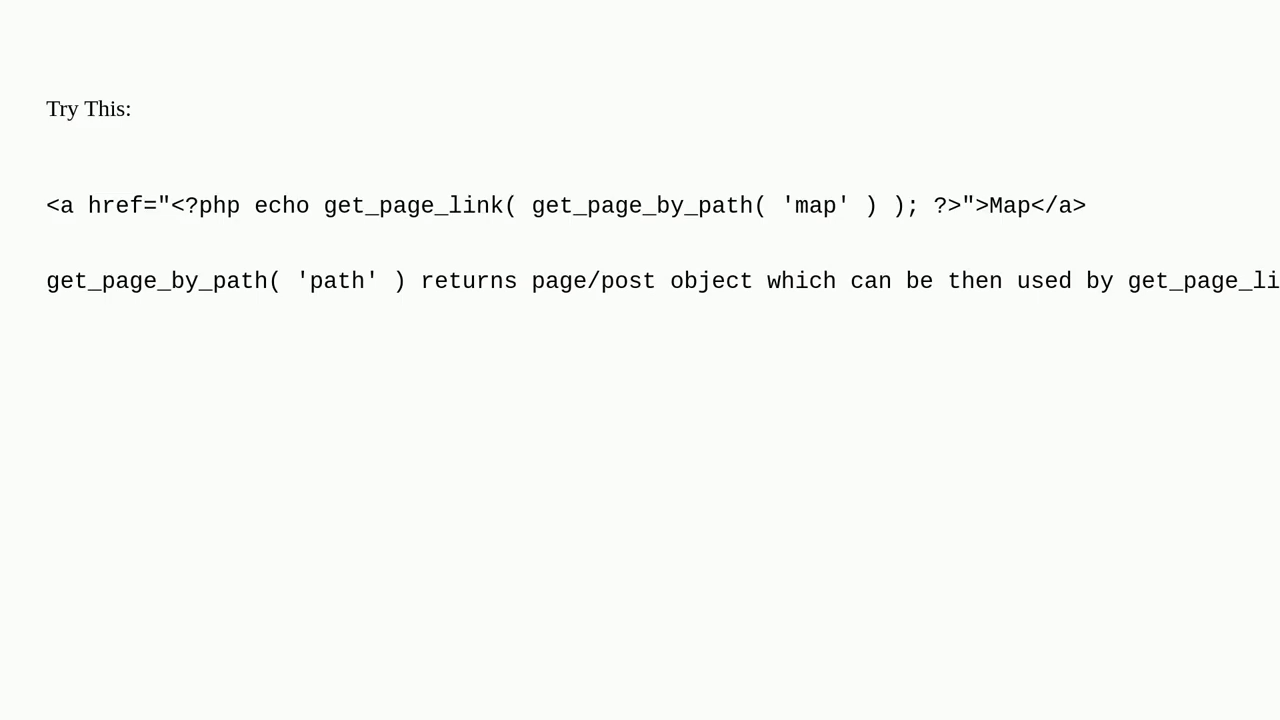 Try This:
<a href="<?php echo get_page_link( get_page_by_path( 'map' ) ); ?>">Map</a>
get_page_by_path( 'path' ) returns page/post object which can be then used by get_page_li